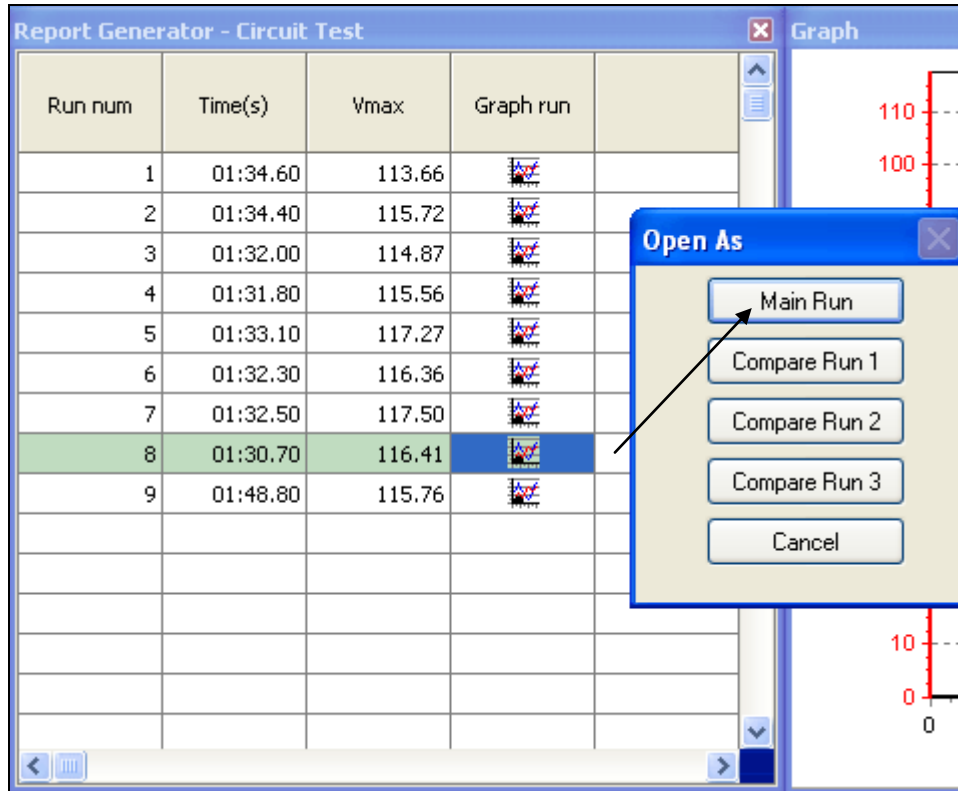 Report Generator - Circuit Test
Run num Time(s) Vmax Graph run
1 01:34.60 113.66
2 01:34.40 115.72
3 01:32.00 114.87
4 01:31.80 115.56
5 01:33.10 117.27
6 01:32.30 116.36
7 01:32.50 117.50
8 01:30.70 116.41
9 01:48.80 115.76
Graph
110
100
Open As
Main Run
Compare Run 1
Compare Run 2
Compare Run 3
Cancel
10
0
0